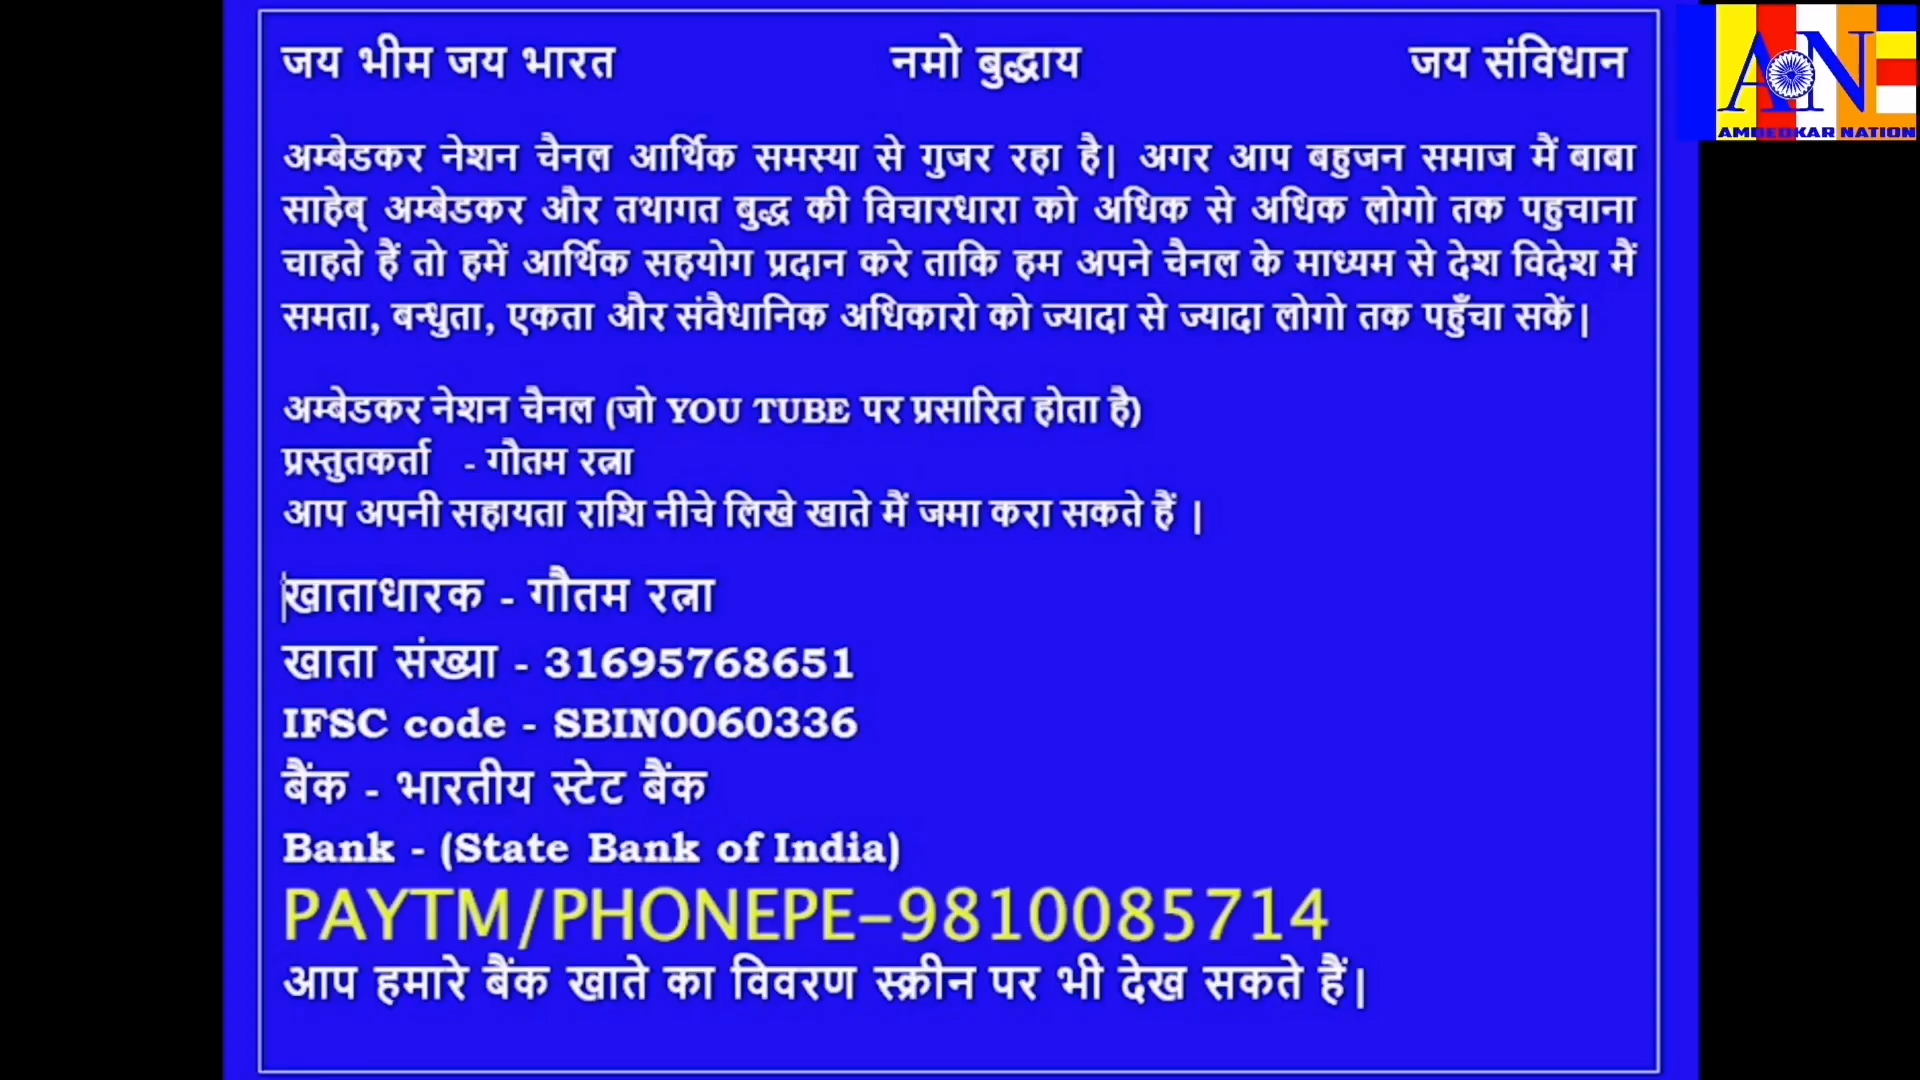 जय भीम जय भारत नमो बुद्धाय जय संविधान
AMBEDKAR NATION
अम्बेडकर नेशन चैनल आर्थिक समस्या से गुजर रहा है| अगर आप बहुजन समाज मैं बाबा
साहेब् अम्बेडकर और तथागत बुद्ध की विचारधारा को अधिक से अधिक लोगो तक पहुचाना
चाहते हैं तो हमें आर्थिक सहयोग प्रदान करे ताकि हम अपने चैनल के माध्यम से देश विदेश मैं
समता, बन्धुता, एकता और संवैधानिक अधिकारो को ज्यादा से ज्यादा लोगो तक पहुँचा सकें|
अम्बेडकर नेशन चैनल (जो YOU TUBE पर प्रसारित होता है)
प्रस्तुतकर्ता - गौतम रत्ना
आप अपनी सहायता राशि नीचे लिखे खाते मैं जमा करा सकते हैं |
खाताधारक - गौतम रत्ना
खाता संख्या - 31695768651
IFSC code - SBIN0060336
बैंक - भारतीय स्टेट बैंक
Bank - (State Bank of India)
PAYTM/PHONEPE-9810085714
आप हमारे बैंक खाते का विवरण स्क्रीन पर भी देख सकते हैं|